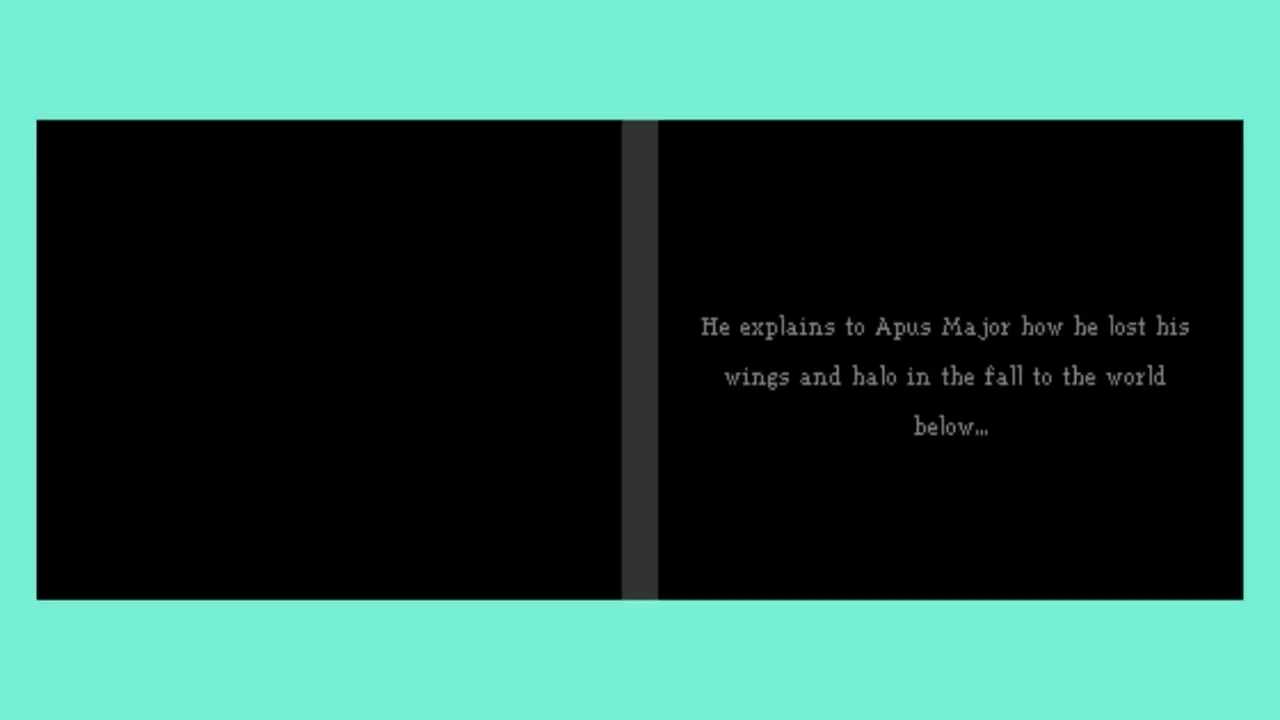 He explains to Apus Major how he lost his
wings and halo in the fall to the world
below...